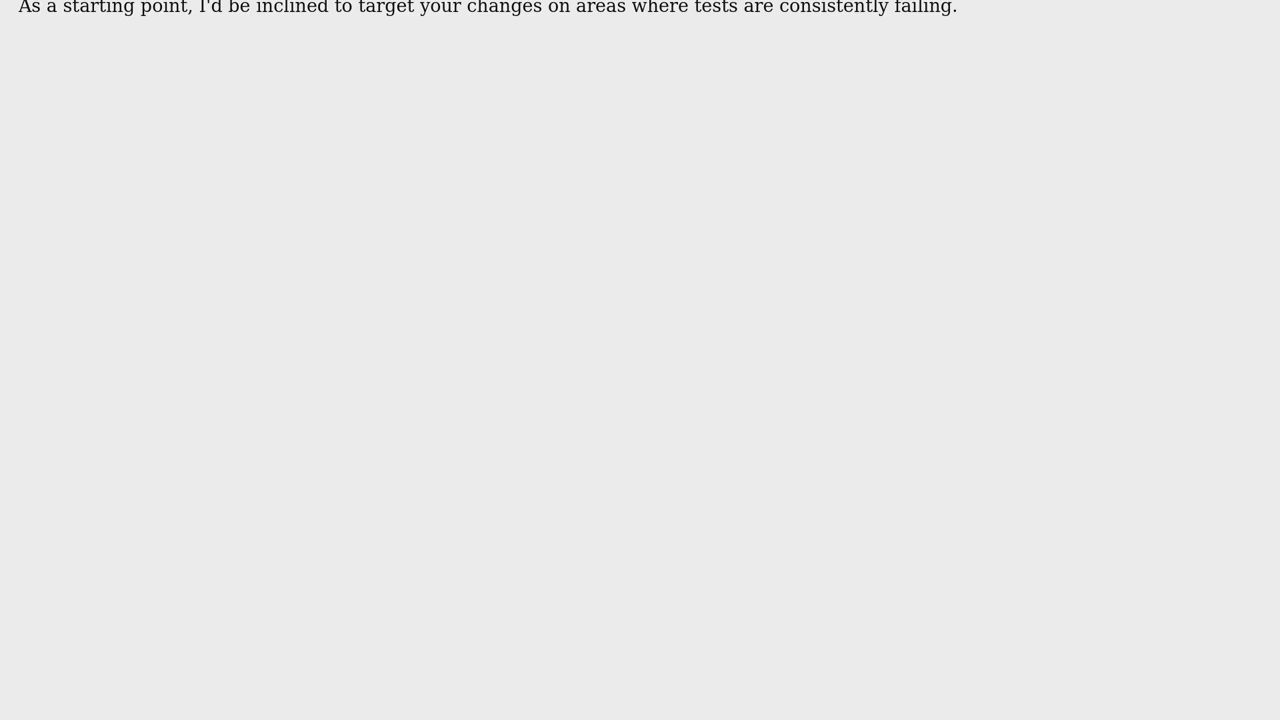 As a starting point, I'd be inclined to target your changes on areas where tests are consistently failing.